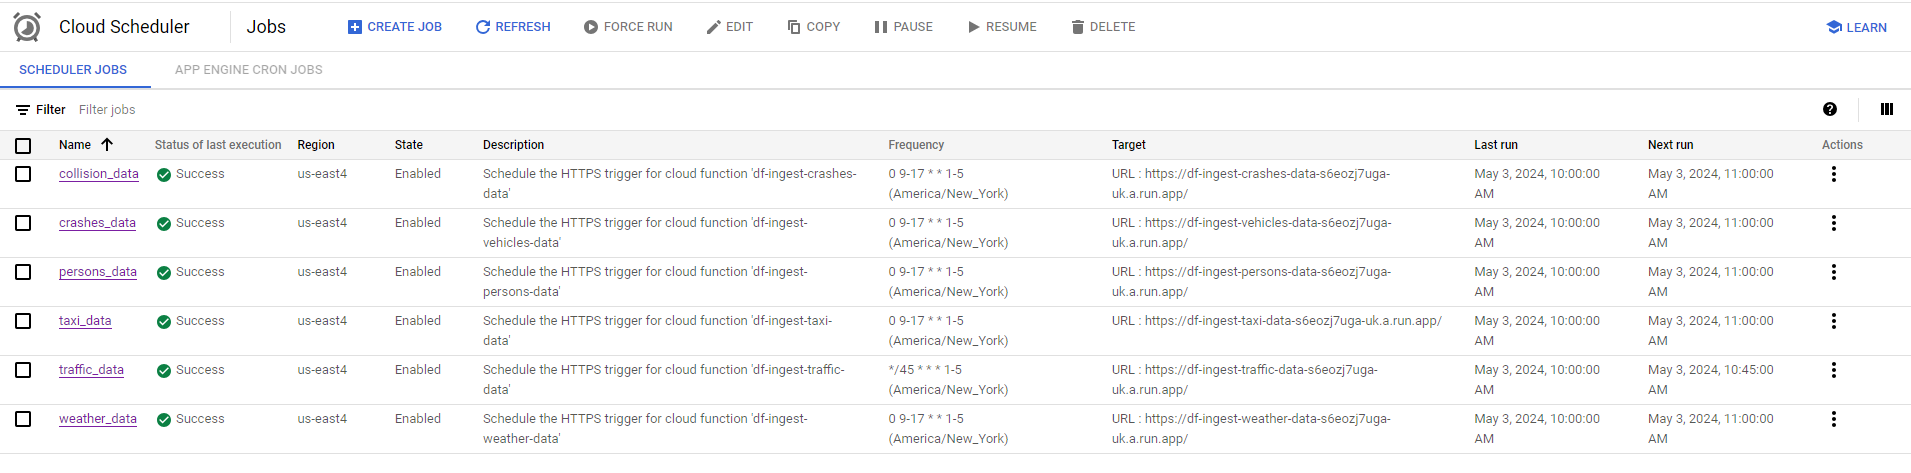 Cloud Scheduler Jobs CREATE JOB REFRESH FORCE RUN EDIT COPY PAUSE RESUME DELETE LEARN
SCHEDULER JOBS APP ENGINE CRON JOBS
Filter Filter jobs
Name Status of last execution Region State Description Frequency Target Last run Next run Actions
collision_data Success us-east4 Enabled Schedule the HTTPS trigger for cloud function 'df-ingest-crashes- 0 9-17 * * 1-5 URL : https://df-ingest-crashes-data-s6eozj7uga- May 3, 2024, 10:00:00 May 3, 2024, 11:00:00
data' (America/New_York) uk.a.run.app/ AM AM
crashes_data Success us-east4 Enabled Schedule the HTTPS trigger for cloud function 'df-ingest- 0 9-17 * * 1-5 URL : https://df-ingest-vehicles-data-s6eozj7uga- May 3, 2024, 10:00:00 May 3, 2024, 11:00:00
vehicles-data' (America/New_York) uk.a.run.app/ AM AM
persons_data Success us-east4 Enabled Schedule the HTTPS trigger for cloud function 'df-ingest- 0 9-17 * * 1-5 URL : https://df-ingest-persons-data-s6eozj7uga- May 3, 2024, 10:00:00 May 3, 2024, 11:00:00
persons-data' (America/New_York) uk.a.run.app/ AM AM
taxi_data Success us-east4 Enabled Schedule the HTTPS trigger for cloud function 'df-ingest-taxi- 0 9-17 * * 1-5 URL : https://df-ingest-taxi-data-s6eozj7uga-uk.a.run.app/ May 3, 2024, 10:00:00 May 3, 2024, 11:00:00
data' (America/New_York) AM AM
traffic_data Success us-east4 Enabled Schedule the HTTPS trigger for cloud function 'df-ingest-traffic- */45 * * * 1-5 URL : https://df-ingest-traffic-data-s6eozj7uga- May 3, 2024, 10:00:00 May 3, 2024, 10:45:00
data' (America/New_York) uk.a.run.app/ AM AM
weather_data Success us-east4 Enabled Schedule the HTTPS trigger for cloud function 'df-ingest- 0 9-17 * * 1-5 URL : https://df-ingest-weather-data-s6eozj7uga- May 3, 2024, 10:00:00 May 3, 2024, 11:00:00
weather-data' (America/New_York) uk.a.run.app/ AM AM